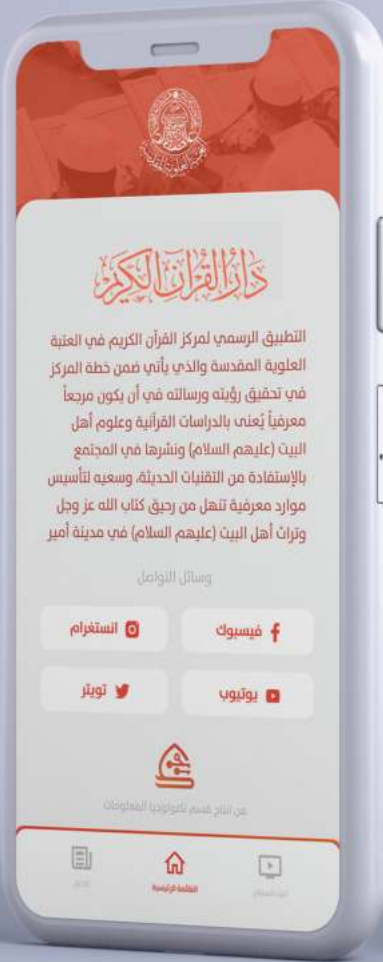 دار القرآن الكريم
التطبيق الرسمي لمركز القرآن الكريم في العتبة
العلوية المقدسة والذي يأتي ضمن خطة المركز
في تحقيق رؤيته ورسالته في أن يكون مرجعاً
معرفياً يُعنى بالدراسات القرآنية وعلوم أهل
البيت (عليهم السلام) ونشرها في المجتمع
بالإستفادة من التقنيات الحديثة، وسعيه لتأسيس
موارد معرفية تنهل من رحيق كتاب الله عز وجل
وتراث أهل البيت (عليهم السلام) في مدينة أمير
وسائل التواصل
فيسبوك
انستغرام
يوتيوب
تويتر
من انتاج قسم تكنولوجيا المعلومات
القائمة الرئيسية